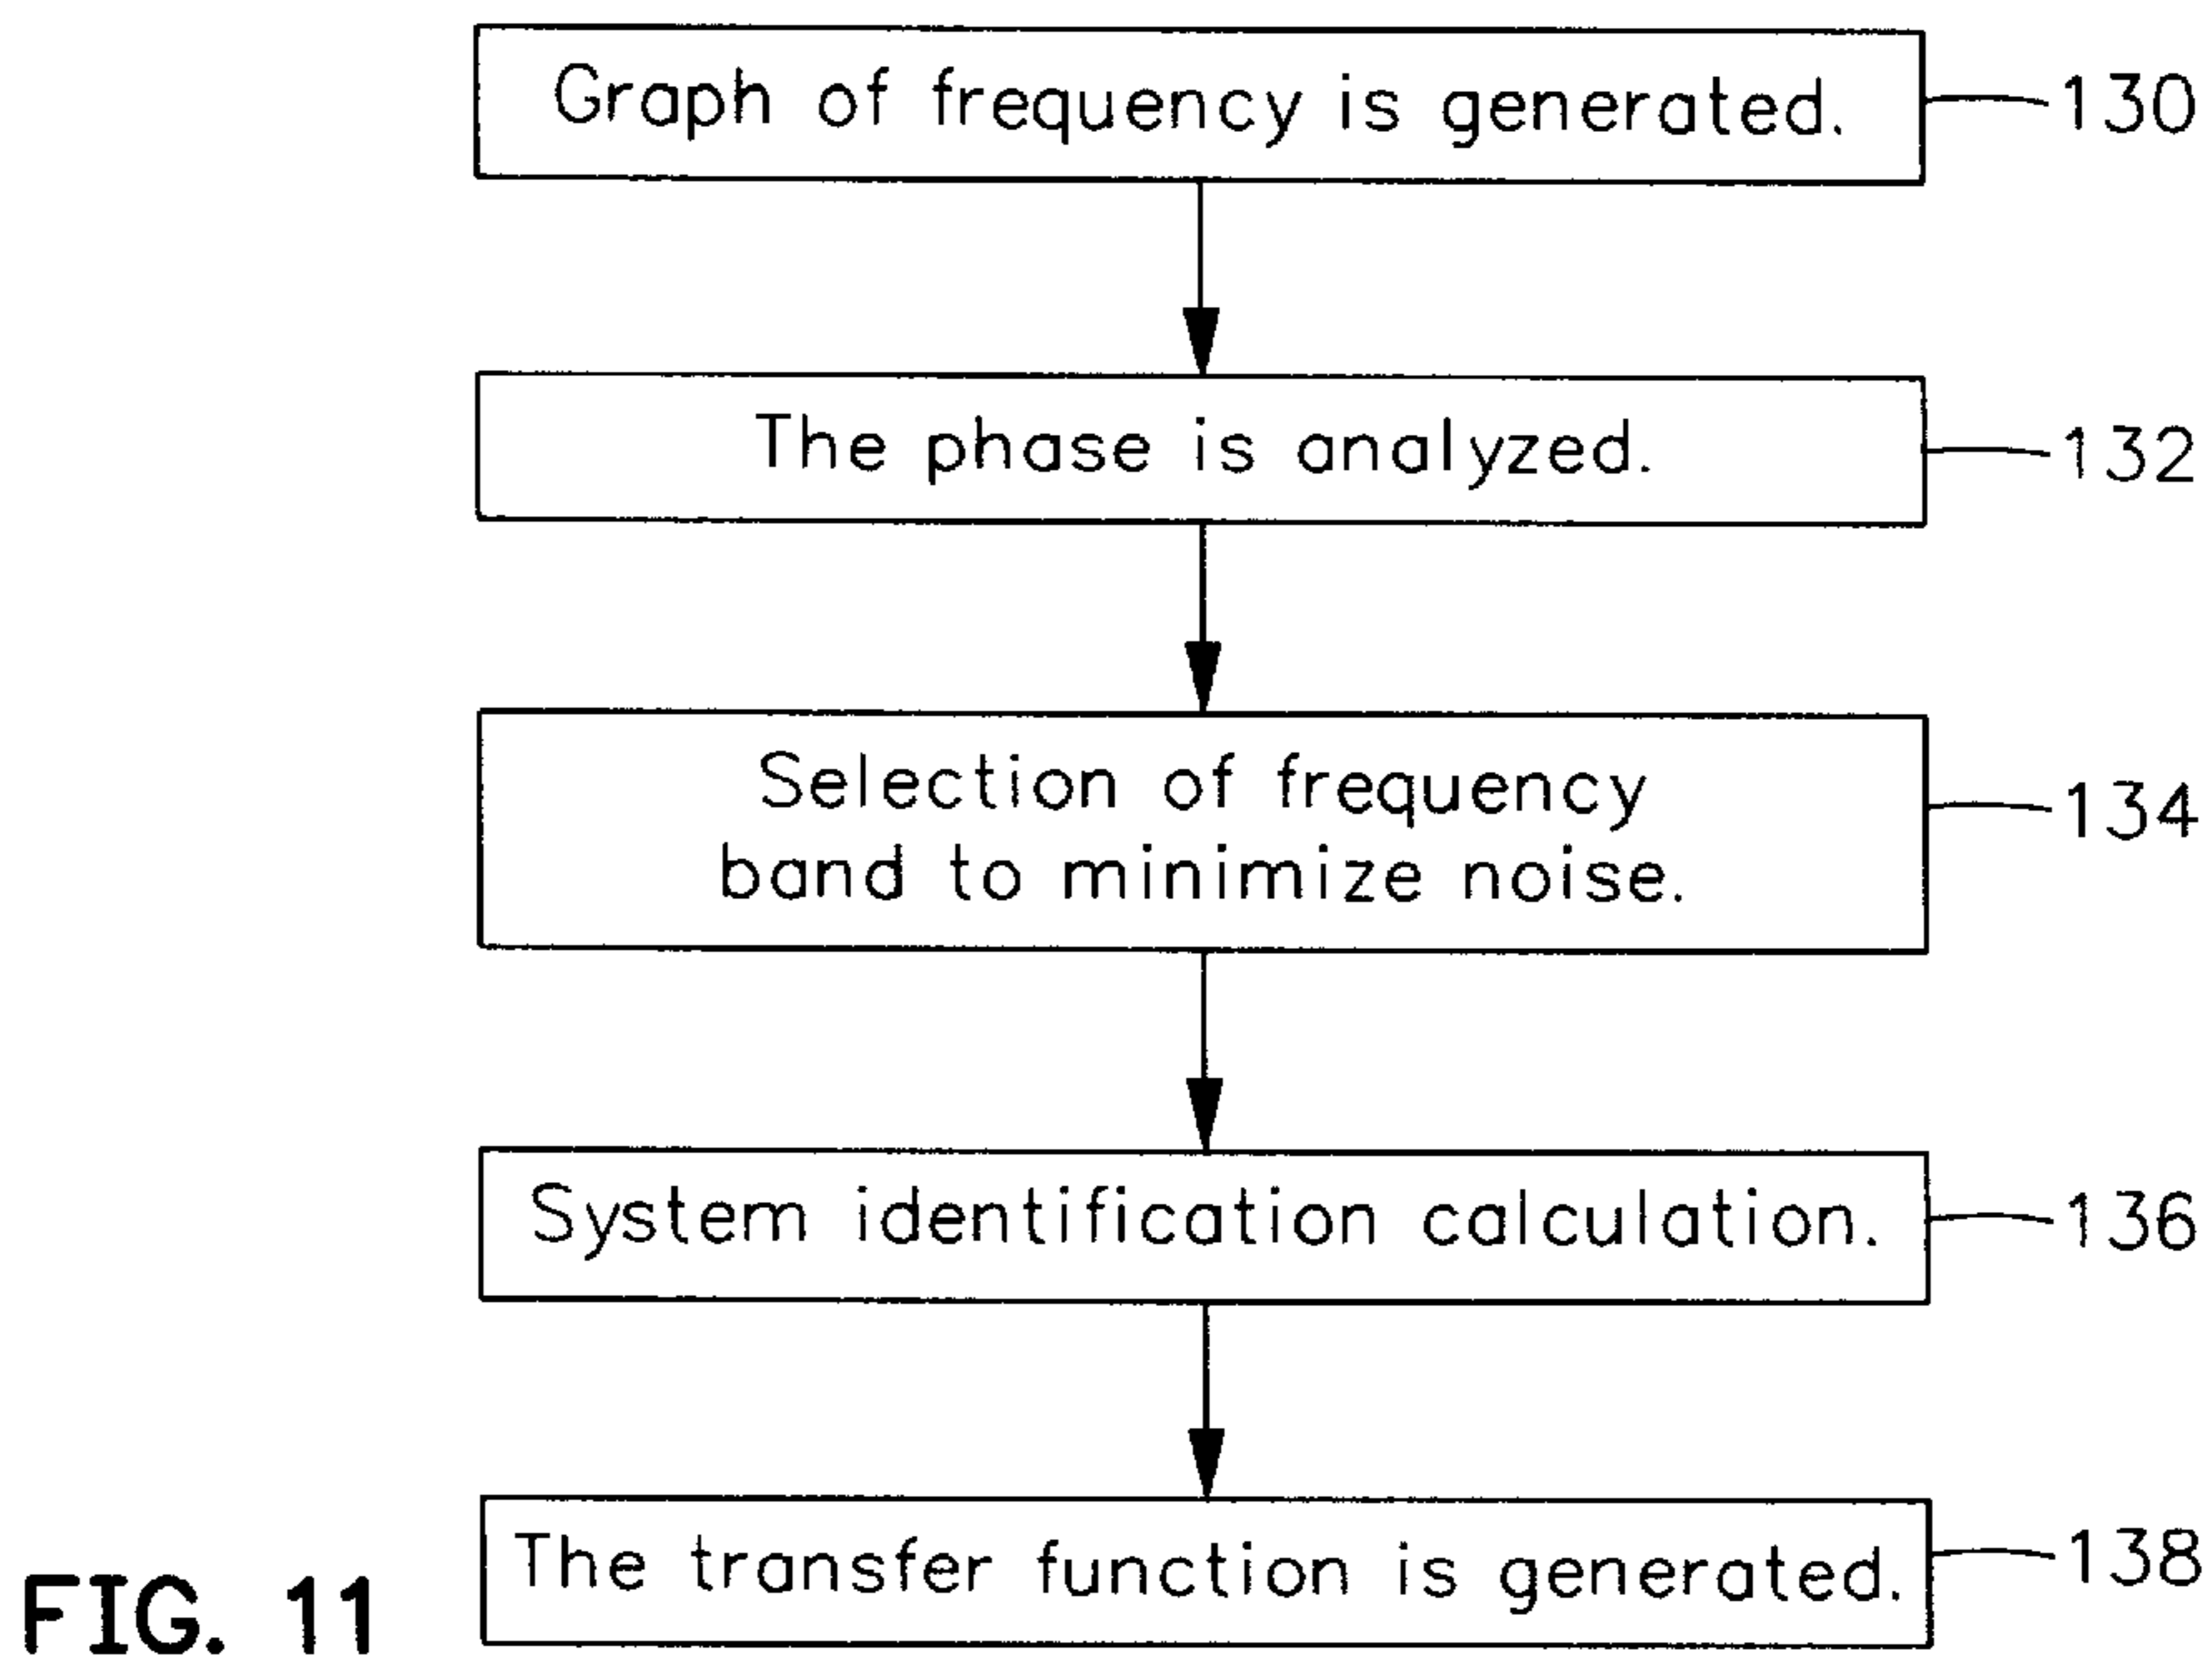 Graph of frequency is generated.
130
The phase is analyzed.
132
Selection of frequency
band to minimize noise.
134
System identification calculation.
136
The transfer function is generated.
138
FIG. 11